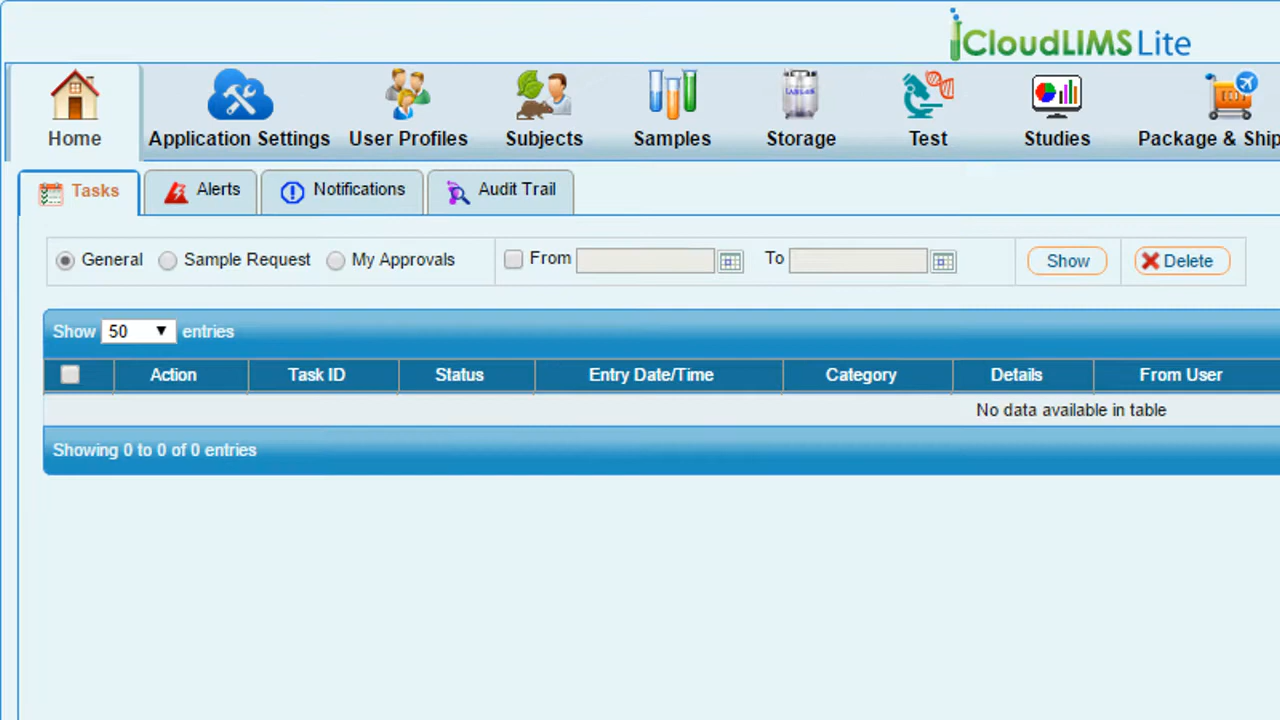 CloudLIMS Lite
Home Application Settings User Profiles Subjects Samples Storage Test Studies Package & Ship
Tasks Alerts Notifications Audit Trail
General Sample Request My Approvals From To Show Delete
Show 50 entries
Action Task ID Status Entry Date/Time Category Details From User
No data available in table
Showing 0 to 0 of 0 entries